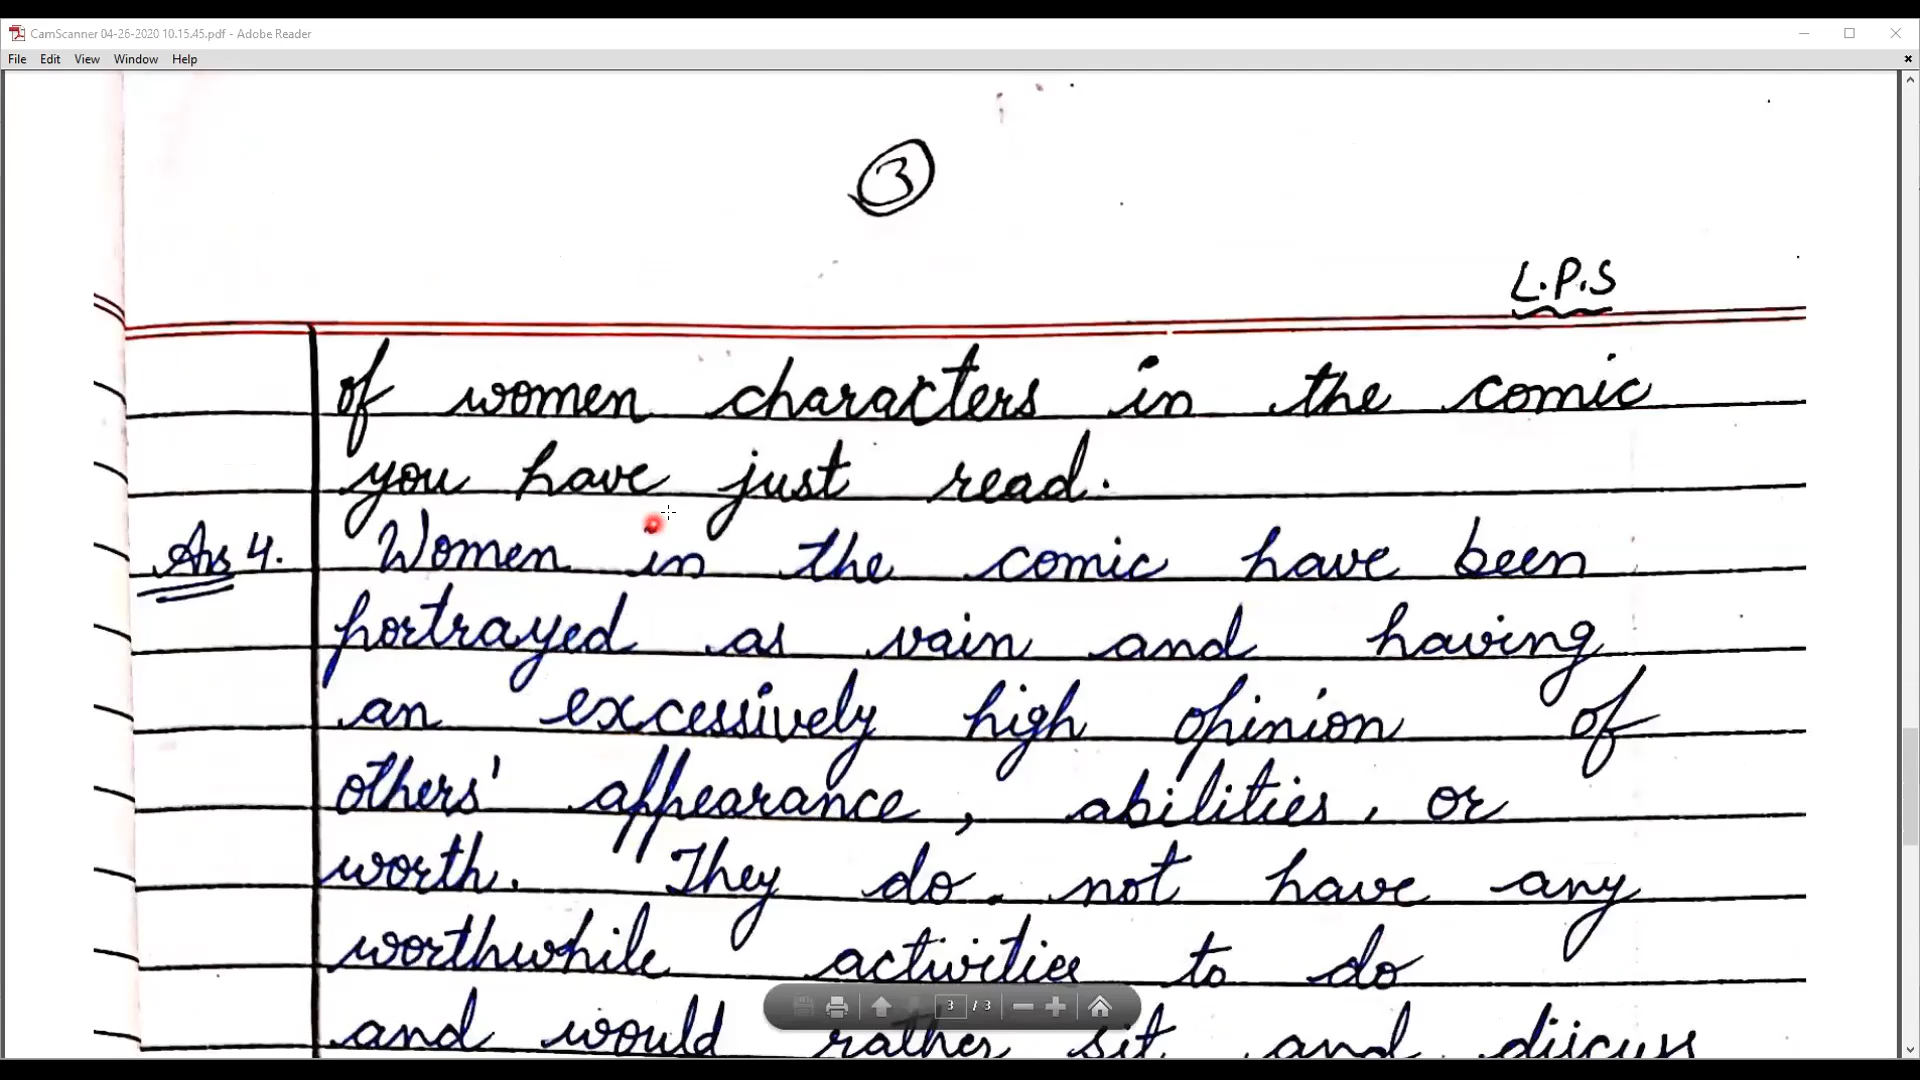 CamScanner 04-26-2020 10.15.45.pdf - Adobe Reader
File Edit View Window Help
3
L.P.S
of women characters in the comic
you have just read.
Ans 4. Women in the comic have been
portrayed as vain and having
an excessively high opinion of
others' appearance, abilities, or
worth. They do not have any
worthwhile activities to do
3 / 3
and would rather sit and discuss